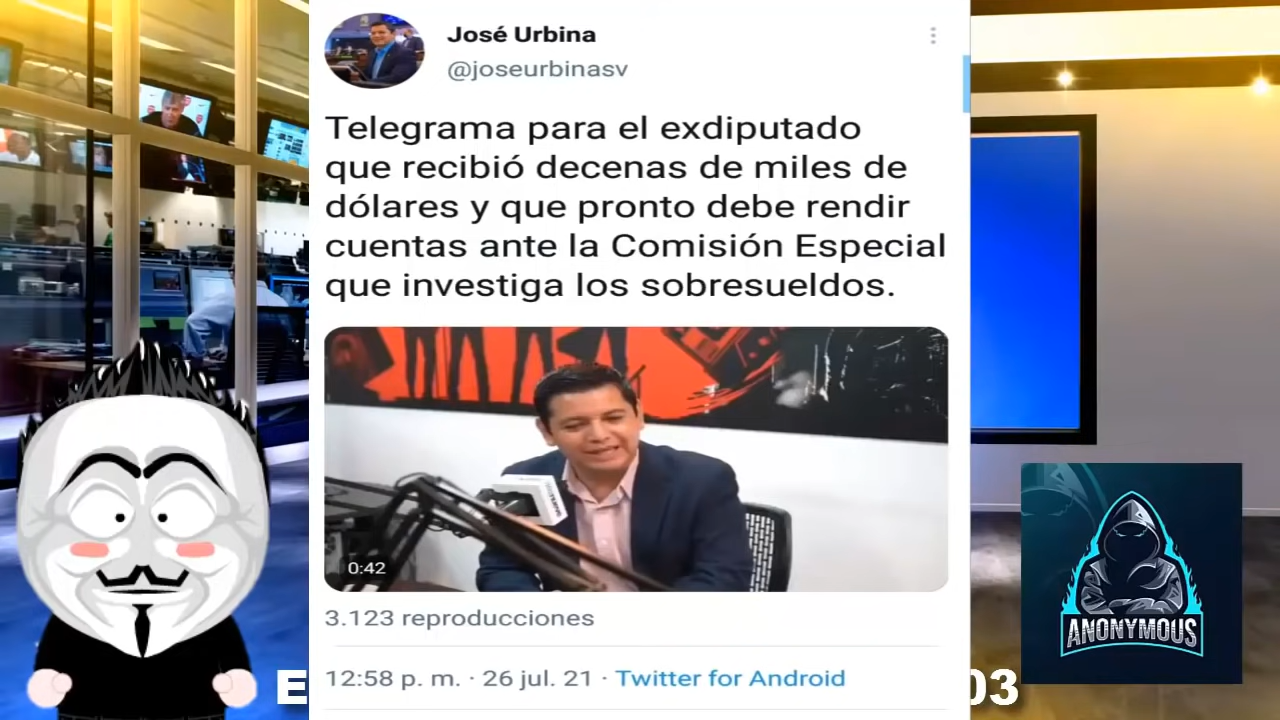 José Urbina
@joseurbinasv
Telegrama para el exdiputado
que recibió decenas de miles de
dólares y que pronto debe rendir
cuentas ante la Comisión Especial
que investiga los sobresueldos.
0:42
3.123 reproducciones
12:58 p. m. · 26 jul. 21 · Twitter for Android
E
03
ANONYMOUS